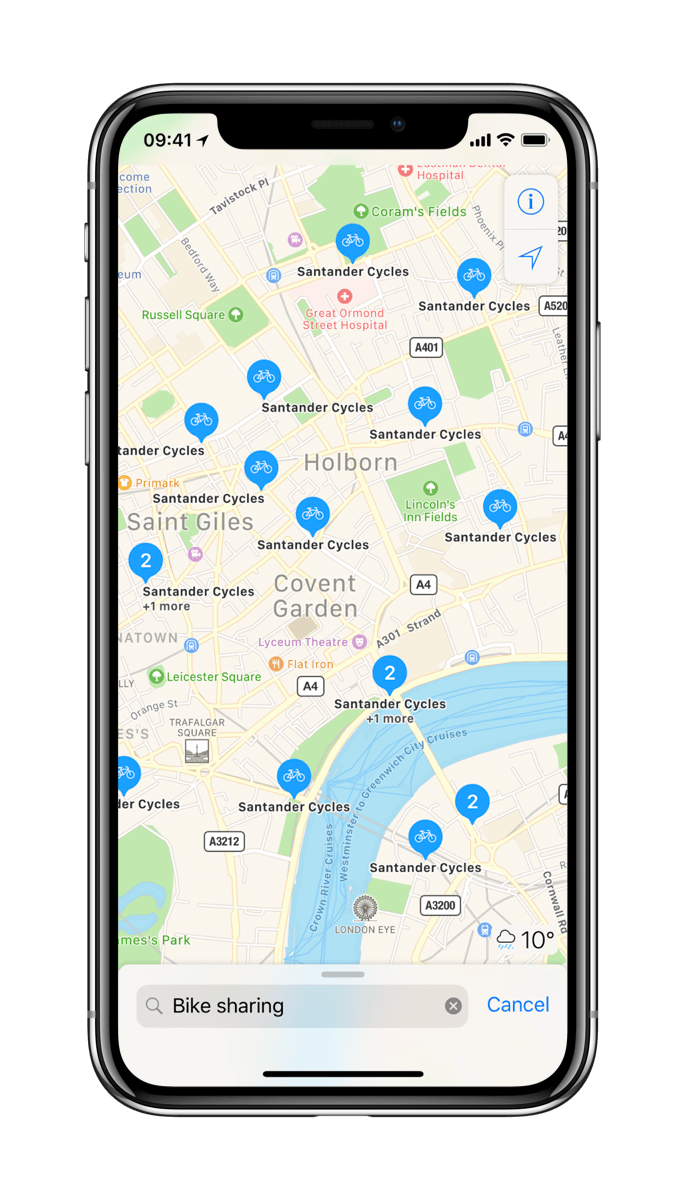 09:41
come
ection
Tavistock Pl
Eastman Dental
Hospital
Coram's Fields
Phoenix Pl
Bedford Way
eum
Santander Cycles
Santander Cycles
A520
Russell Square
Great Ormond
Street Hospital
A401
Leather L
Santander Cycles
tander Cycles
Santander Cycles
A4
Holborn
Primark
Santander Cycles
Lincoln's
Inn Fields
Saint Giles
Santander Cycles
Santander Cycles
2
Santander Cycles
+1 more
Covent
Garden
A4
NATOWN
Lyceum Theatre
A301
Strand
Flat Iron
Leicester Square
LLY
A4
2
Santander Cycles
+1 more
Orange St
TRAFALGAR
SQUARE
ES'S
Westminster to Greenwich City Cruises
der Cycles
Santander Cycles
2
A3212
Crown River Cruises
Santander Cycles
Cornwall Rd
A3200
LONDON EYE
mes's Park
10°
Bike sharing
Cancel